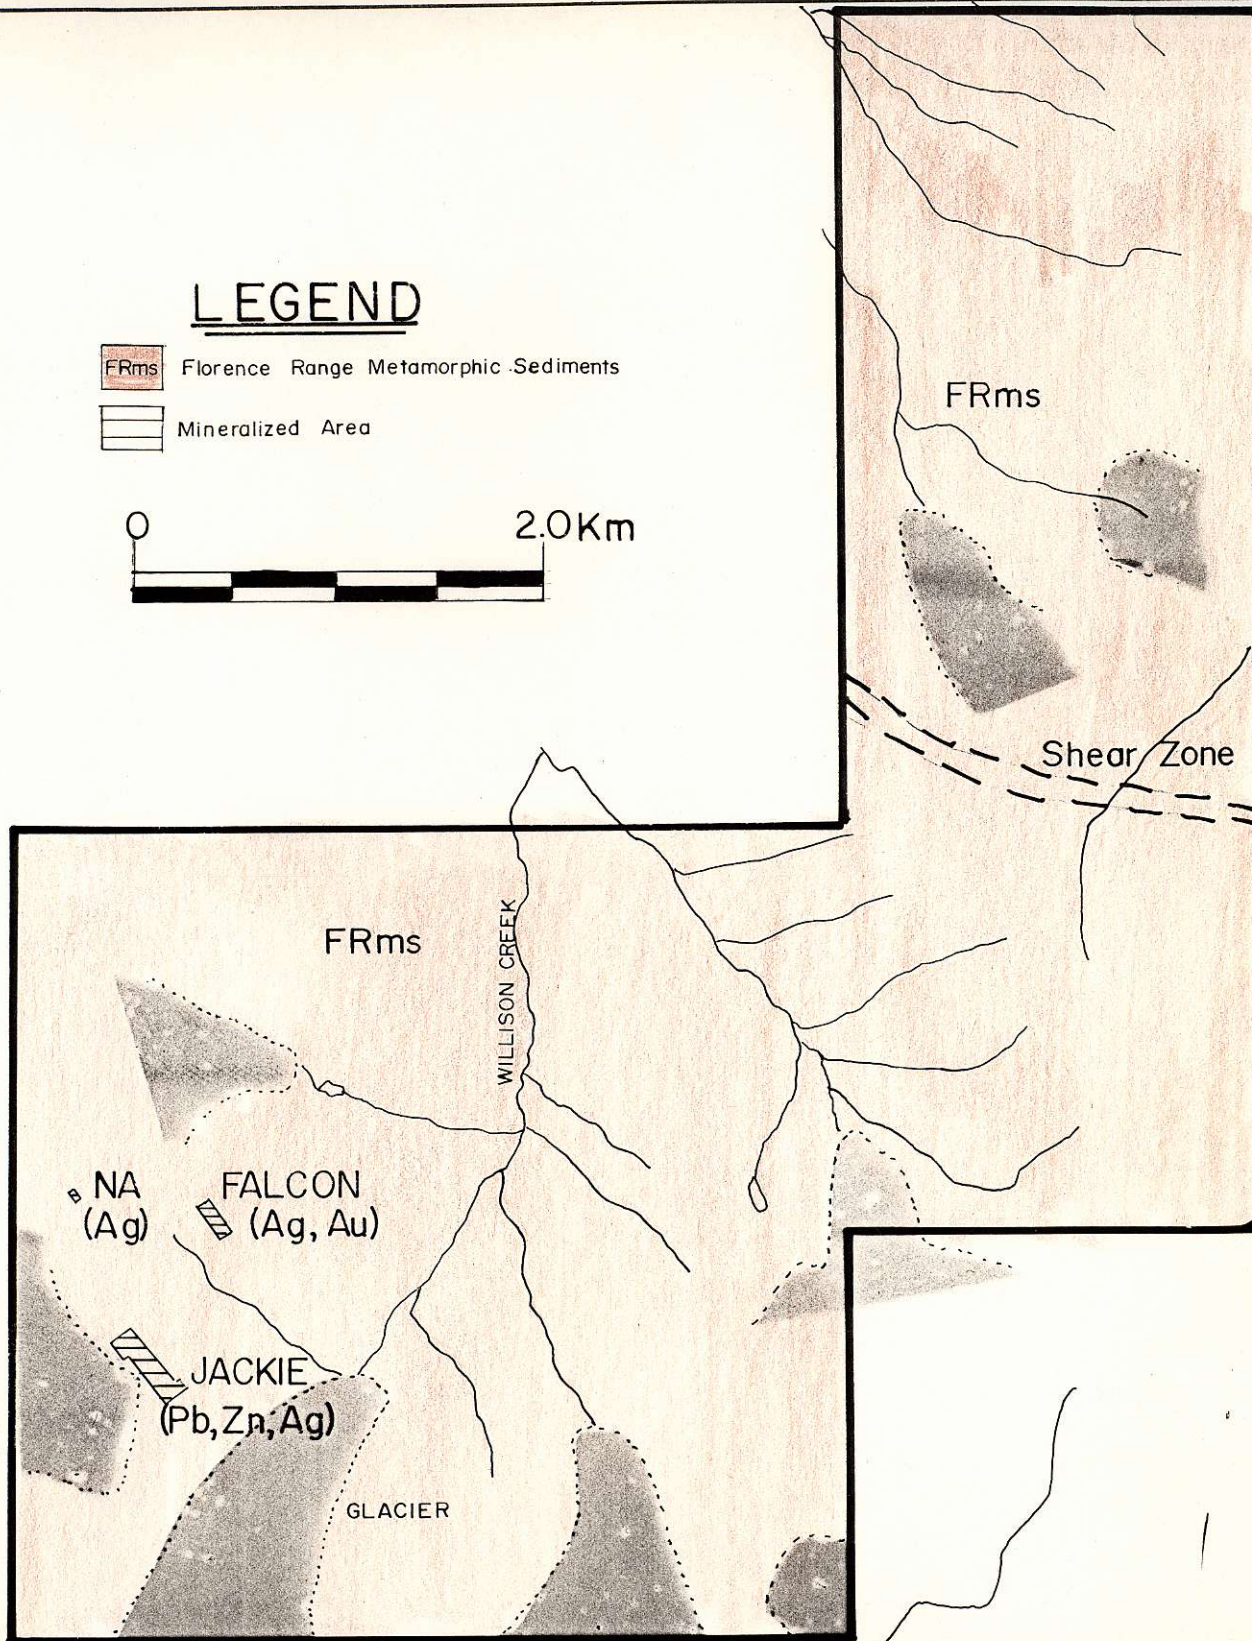 LEGEND
FRms Florence Range Metamorphic Sediments
Mineralized Area
0 2.0Km
FRms
Shear Zone
FRms
WILLISON CREEK
NA
(Ag)
FALCON
(Ag, Au)
JACKIE
(Pb, Zn, Ag)
GLACIER